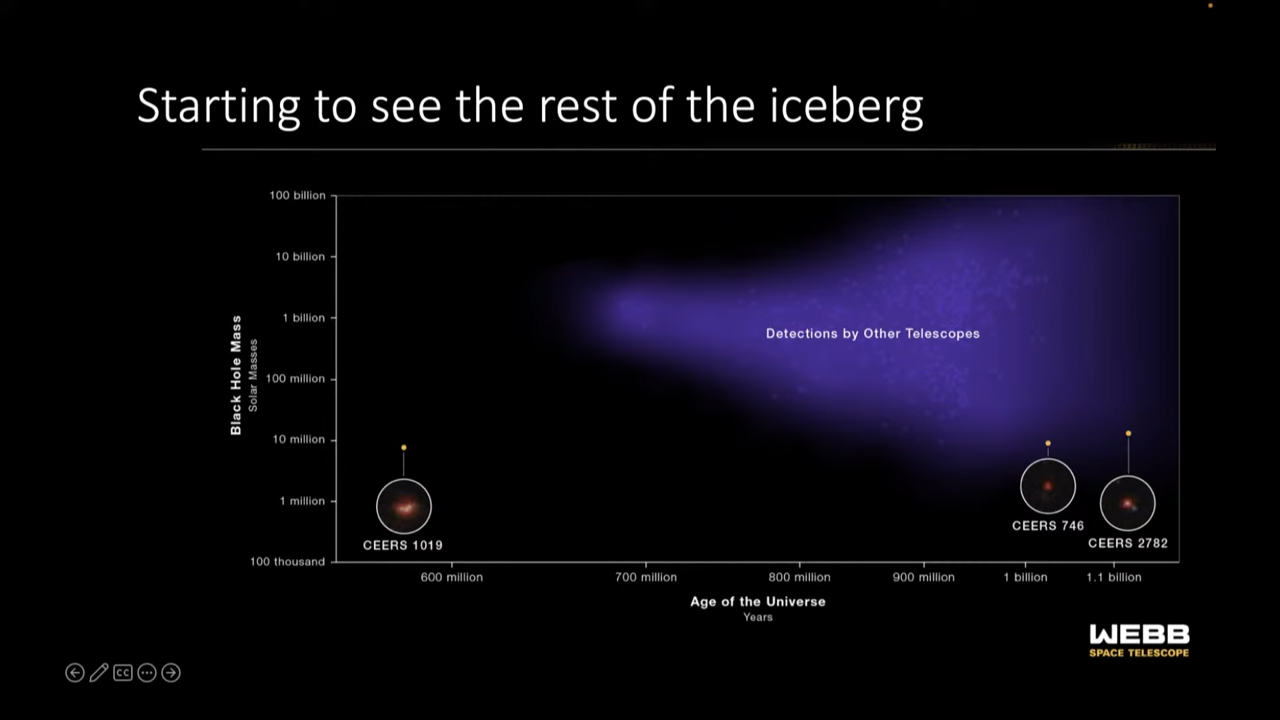 Starting to see the rest of the iceberg
100 billion
10 billion
1 billion
100 million
10 million
1 million
100 thousand
Black Hole Mass
Solar Masses
Detections by Other Telescopes
CEERS 1019
CEERS 746
CEERS 2782
600 million
700 million
800 million
900 million
1 billion
1.1 billion
Age of the Universe
Years
WEBB
SPACE TELESCOPE
CC